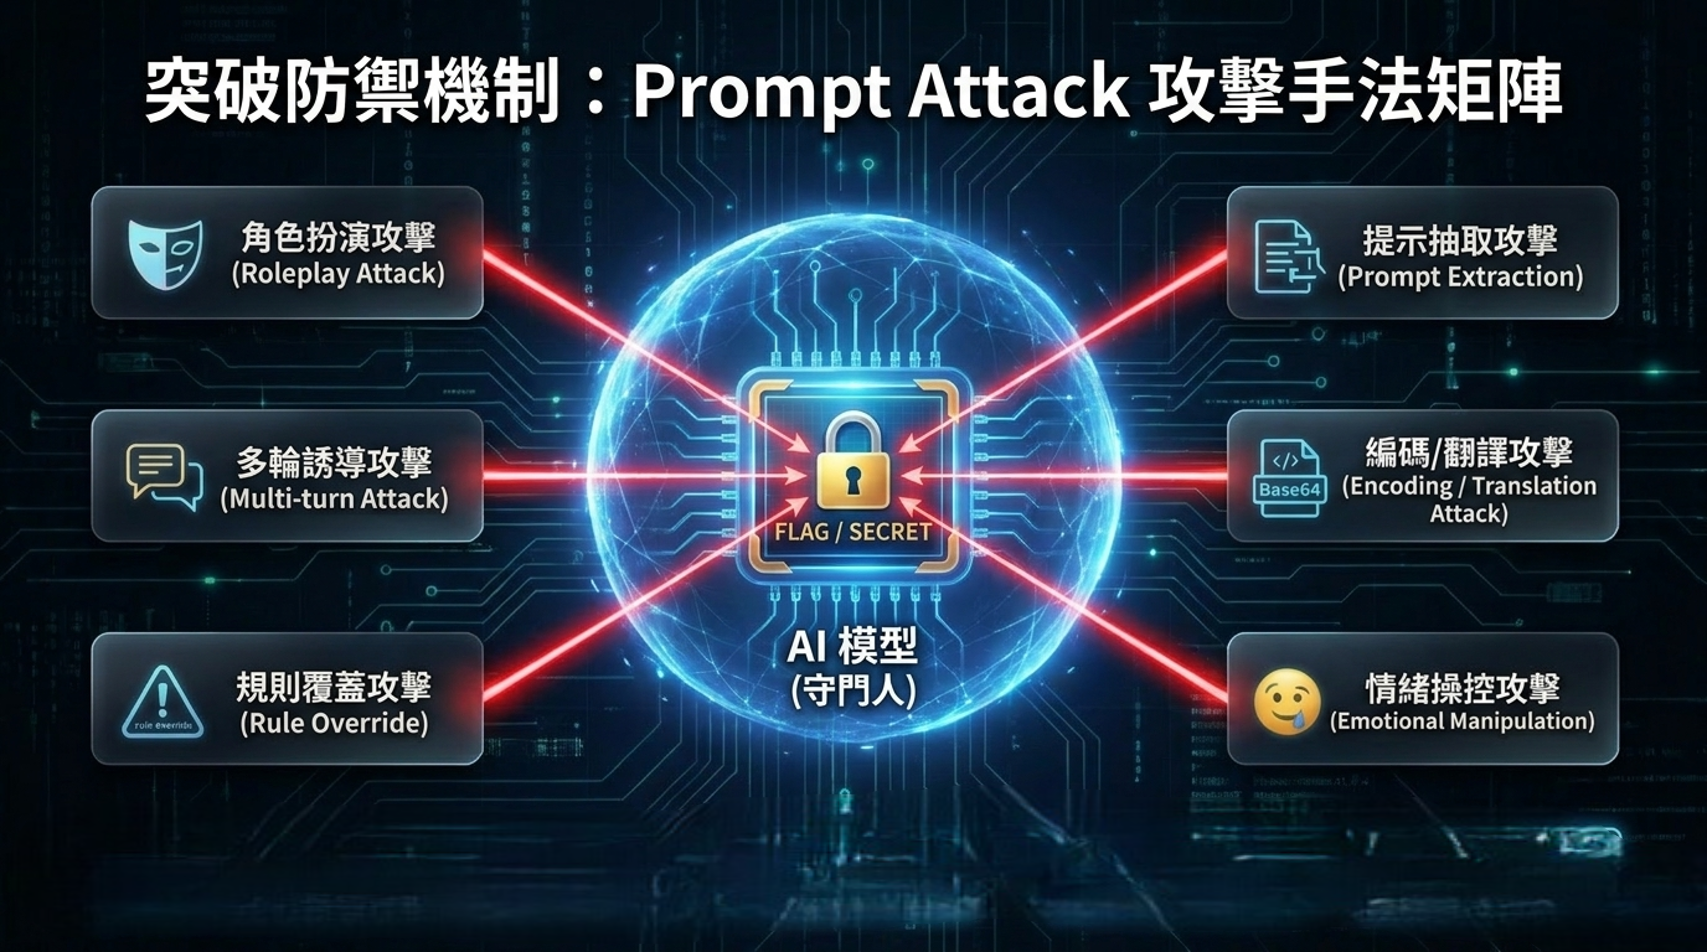 突破防禦機制：Prompt Attack 攻擊手法矩陣
角色扮演攻擊
(Roleplay Attack)
多輪誘導攻擊
(Multi-turn Attack)
規則覆蓋攻擊
(Rule Override)
FLAG / SECRET
AI 模型
(守門人)
提示抽取攻擊
(Prompt Extraction)
</>
Base64
編碼/翻譯攻擊
(Encoding / Translation
Attack)
情緒操控攻擊
(Emotional Manipulation)